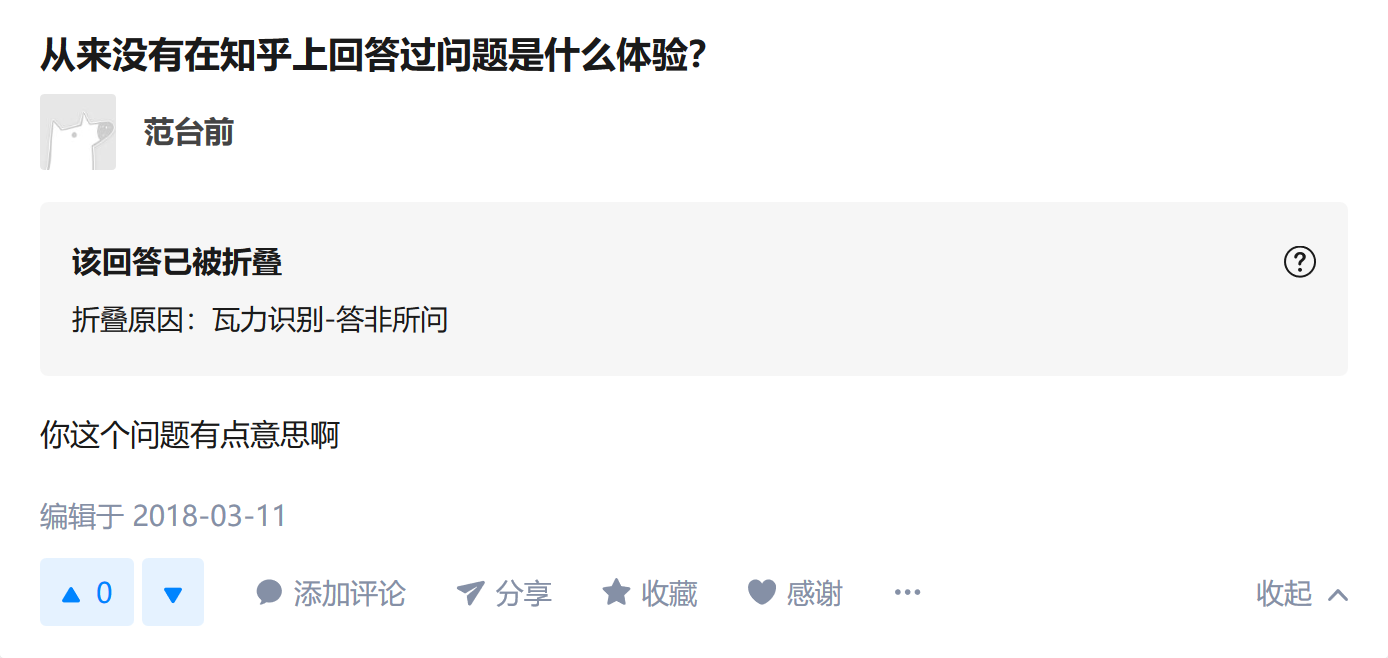 从来没有在知乎上回答过问题是什么体验？
范台前
该回答已被折叠
折叠原因：瓦力识别-答非所问
你这个问题有点意思啊
编辑于 2018-03-11
0 添加评论 分享 收藏 感谢 ··· 收起